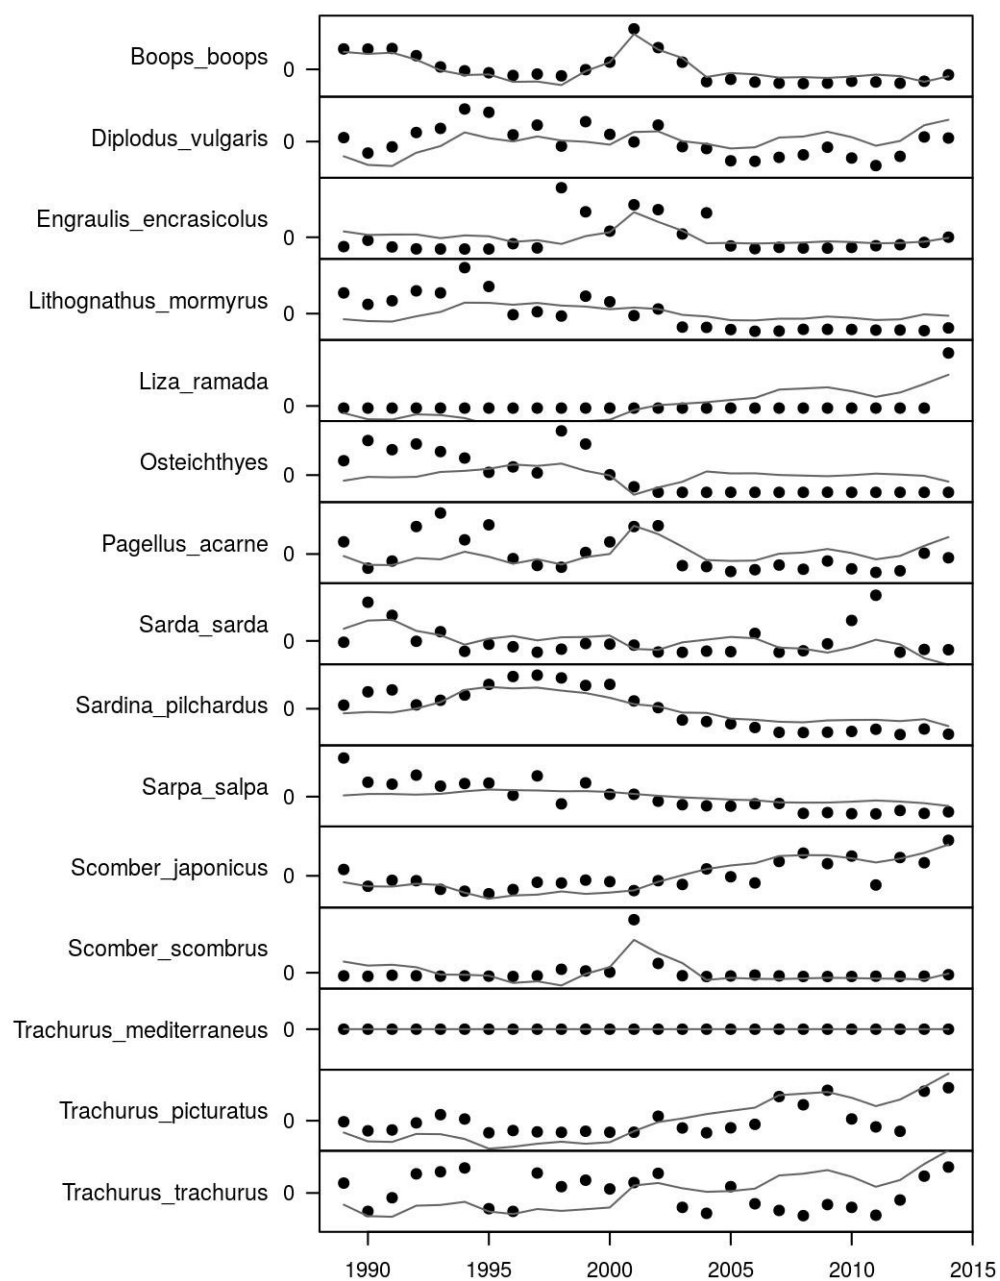 Boops_boops 0
Diplodus_vulgaris 0
Engraulis_encrasicolus 0
Lithognathus_mormyrus 0
Liza_ramada 0
Osteichthyes 0
Pagellus_acarne 0
Sarda_sarda 0
Sardina_pilchardus 0
Sarpa_salpa 0
Scomber_japonicus 0
Scomber_scombrus 0
Trachurus_mediterraneus 0
Trachurus_picturatus 0
Trachurus_trachurus 0
1990 1995 2000 2005 2010 2015